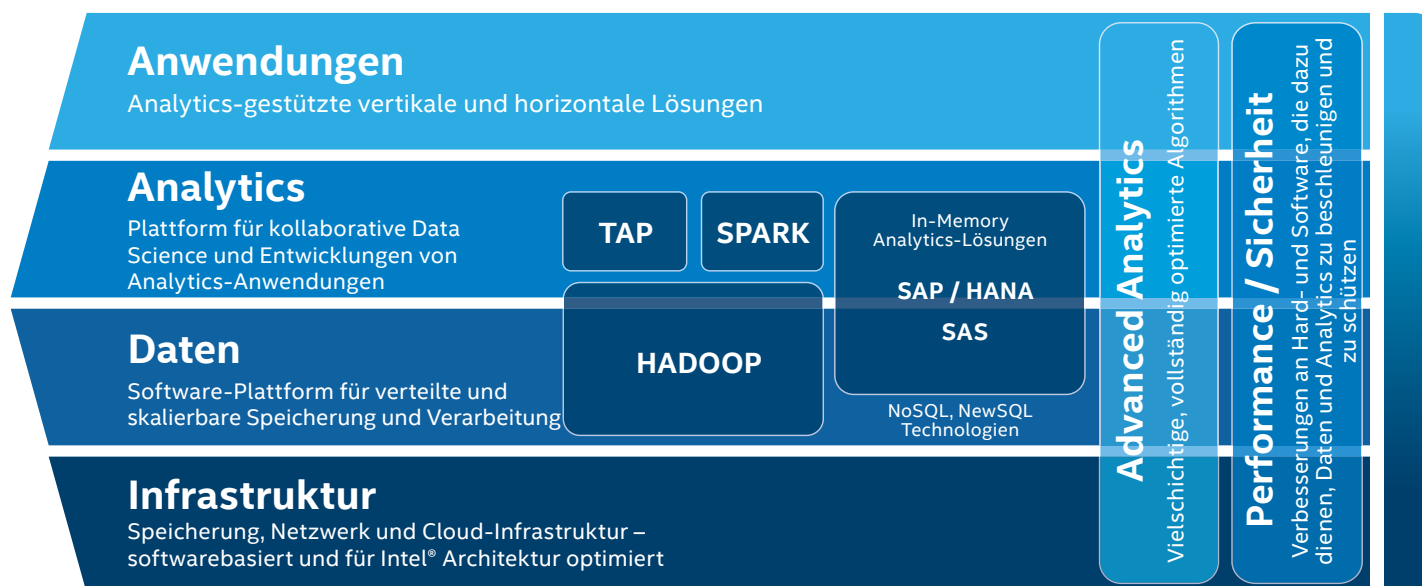 Anwendungen
Analytics-gestützte vertikale und horizontale Lösungen
Analytics
Plattform für kollaborative Data
Science und Entwicklungen von
Analytics-Anwendungen
TAP
SPARK
In-Memory
Analytics-Lösungen
SAP / HANA
SAS
Daten
Software-Plattform für verteilte und
skalierbare Speicherung und Verarbeitung
HADOOP
NoSQL, NewSQL
Technologien
Infrastruktur
Speicherung, Netzwerk und Cloud-Infrastruktur –
softwarebasiert und für Intel® Architektur optimiert
Advanced Analytics
Vielschichtige, vollständig optimierte Algorithmen
Performance / Sicherheit
Verbesserungen an Hard- und Software, die dazu
dienen, Daten und Analytics zu beschleunigen und
zu schützen